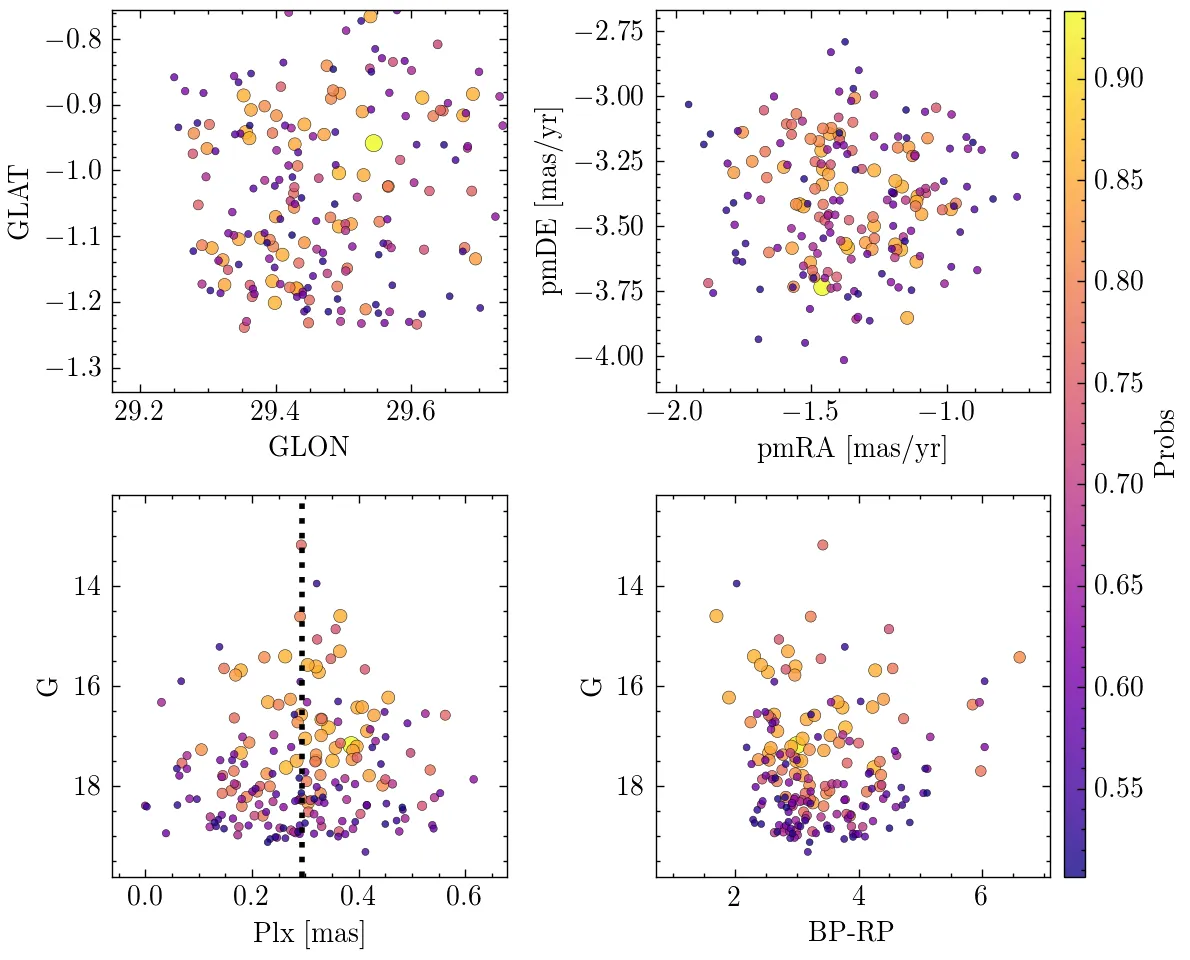 −0.8
−0.9
−1.0
−1.1
−1.2
−1.3
GLAT
29.2 29.4 29.6
GLON
−2.75
−3.00
−3.25
−3.50
−3.75
−4.00
pmDE [mas/yr]
−2.0 −1.5 −1.0
pmRA [mas/yr]
0.90
0.85
0.80
0.75
0.70
0.65
0.60
0.55
Probs
14
16
18
G
0.0 0.2 0.4 0.6
Plx [mas]
14
16
18
G
2 4 6
BP-RP